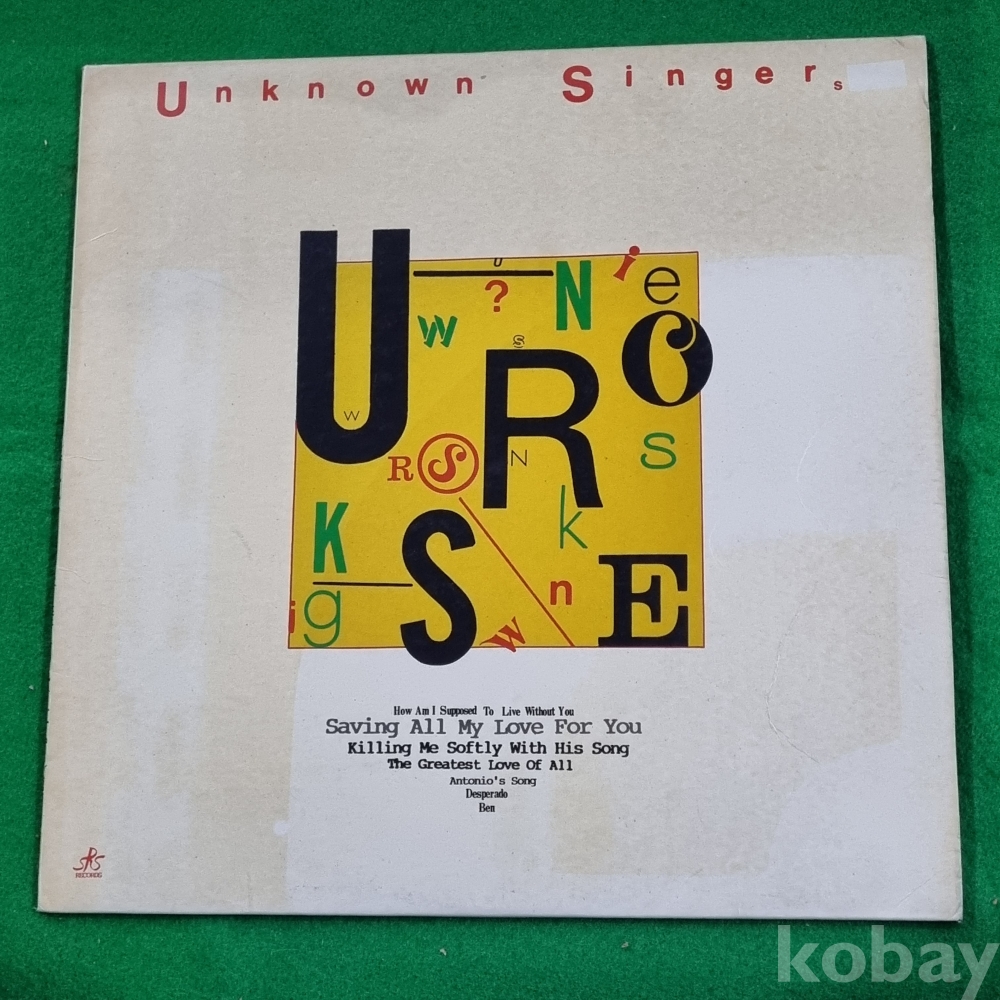 Unknown Singers
U
U ? N i e
w s O
w R
R S N s
K k
S n E
i g w
How Am I Supposed To Live Without You
Saving All My Love For You
Killing Me Softly With His Song
The Greatest Love Of All
Antonio's Song
Desperado
Ben
SRS
RECORDS
kobay